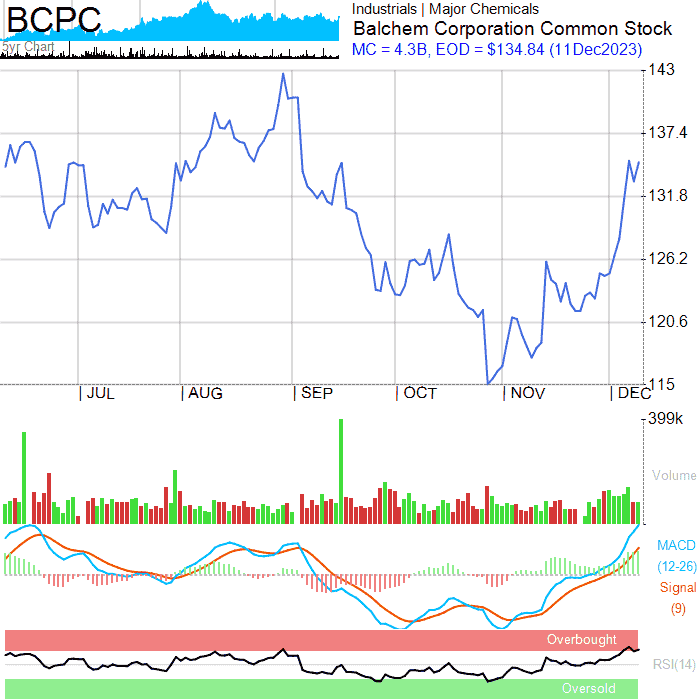 BCPC
5yr Chart
Industrials | Major Chemicals
Balchem Corporation Common Stock
MC = 4.3B, EOD = $134.84 (11Dec2023)
143
137.4
131.8
126.2
120.6
115
JUL
AUG
SEP
OCT
NOV
DEC
399k
Volume
MACD
(12-26)
Signal
(9)
Overbought
RSI(14)
Oversold